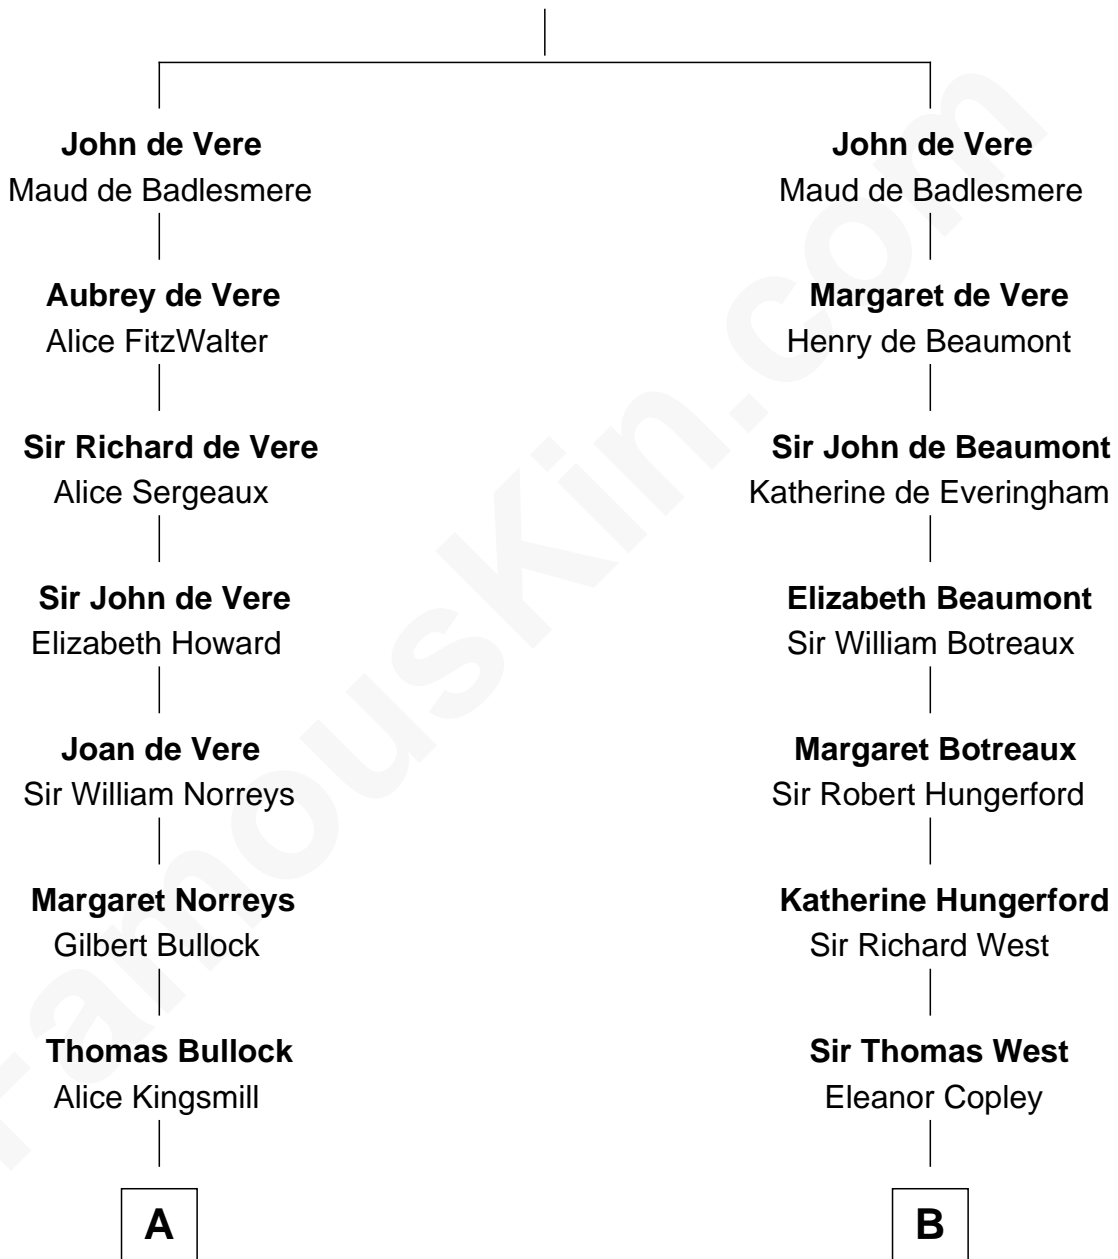 John de Vere
Maud de Badlesmere
Aubrey de Vere
Alice FitzWalter
Sir Richard de Vere
Alice Sergeaux
Sir John de Vere
Elizabeth Howard
Joan de Vere
Sir William Norreys
Margaret Norreys
Gilbert Bullock
Thomas Bullock
Alice Kingsmill
A
John de Vere
Maud de Badlesmere
Margaret de Vere
Henry de Beaumont
Sir John de Beaumont
Katherine de Everingham
Elizabeth Beaumont
Sir William Botreaux
Margaret Botreaux
Sir Robert Hungerford
Katherine Hungerford
Sir Richard West
Sir Thomas West
Eleanor Copley
B
FamousKin.com